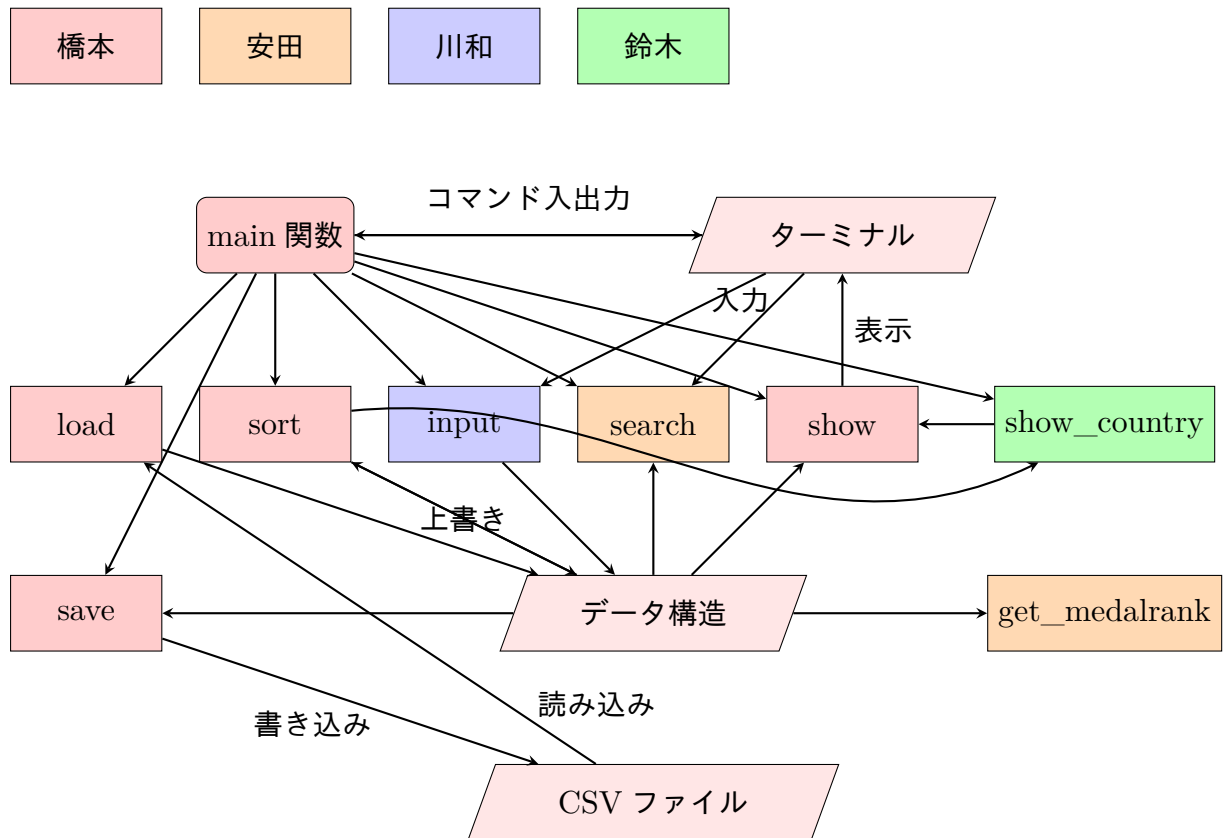 橋本
安田
川和
鈴木
コマンド入出力
main 関数
ターミナル
入力
表示
load
sort
input
search
show
show_country
上書き
save
データ構造
get_medalrank
読み込み
書き込み
CSV ファイル